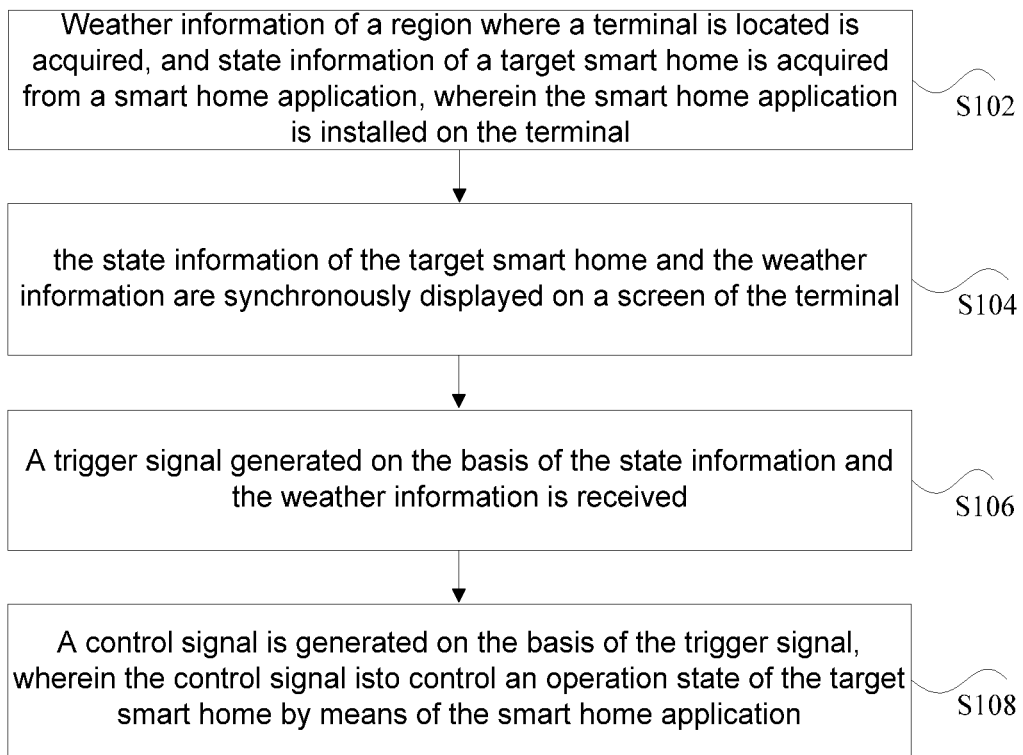 Weather information of a region where a terminal is located is
acquired, and state information of a target smart home is acquired
from a smart home application, wherein the smart home application
is installed on the terminal
S102
the state information of the target smart home and the weather
information are synchronously displayed on a screen of the terminal
S104
A trigger signal generated on the basis of the state information and
the weather information is received
S106
A control signal is generated on the basis of the trigger signal,
wherein the control signal isto control an operation state of the target
smart home by means of the smart home application
S108